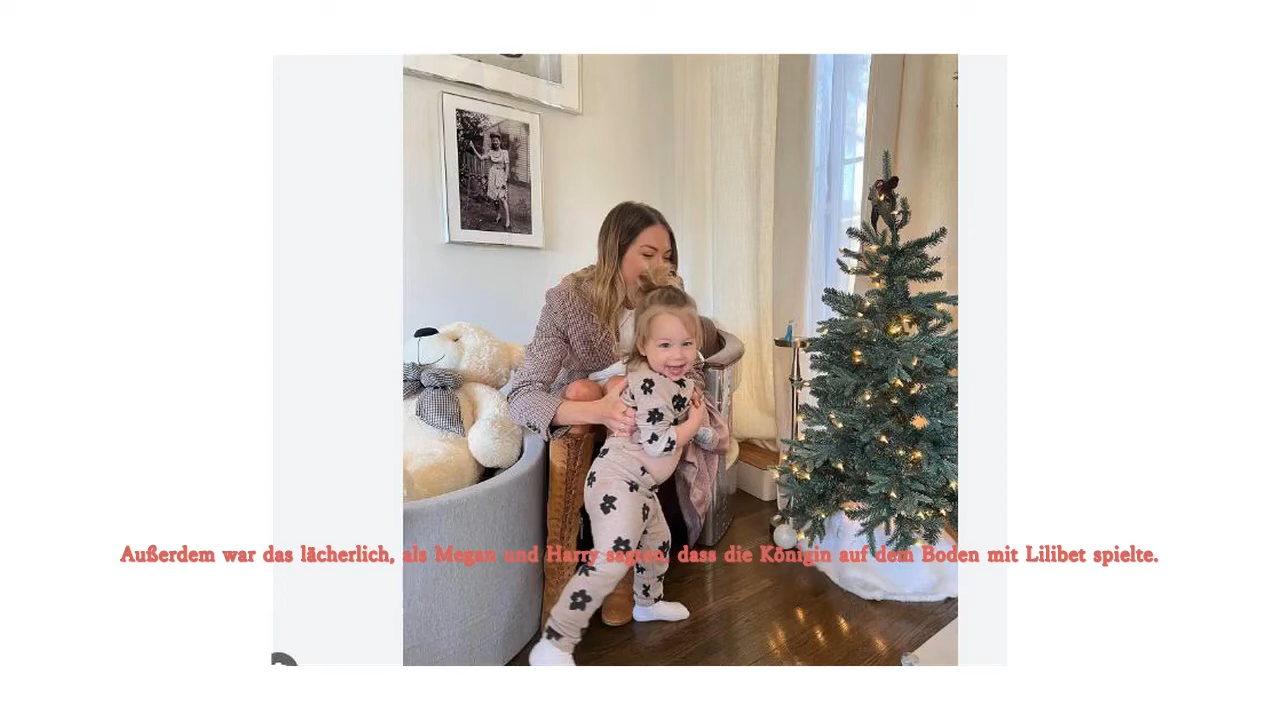 Außerdem war das lächerlich, als Megan und Harry sagten, dass die Königin auf dem Boden mit Lilibet spielte.